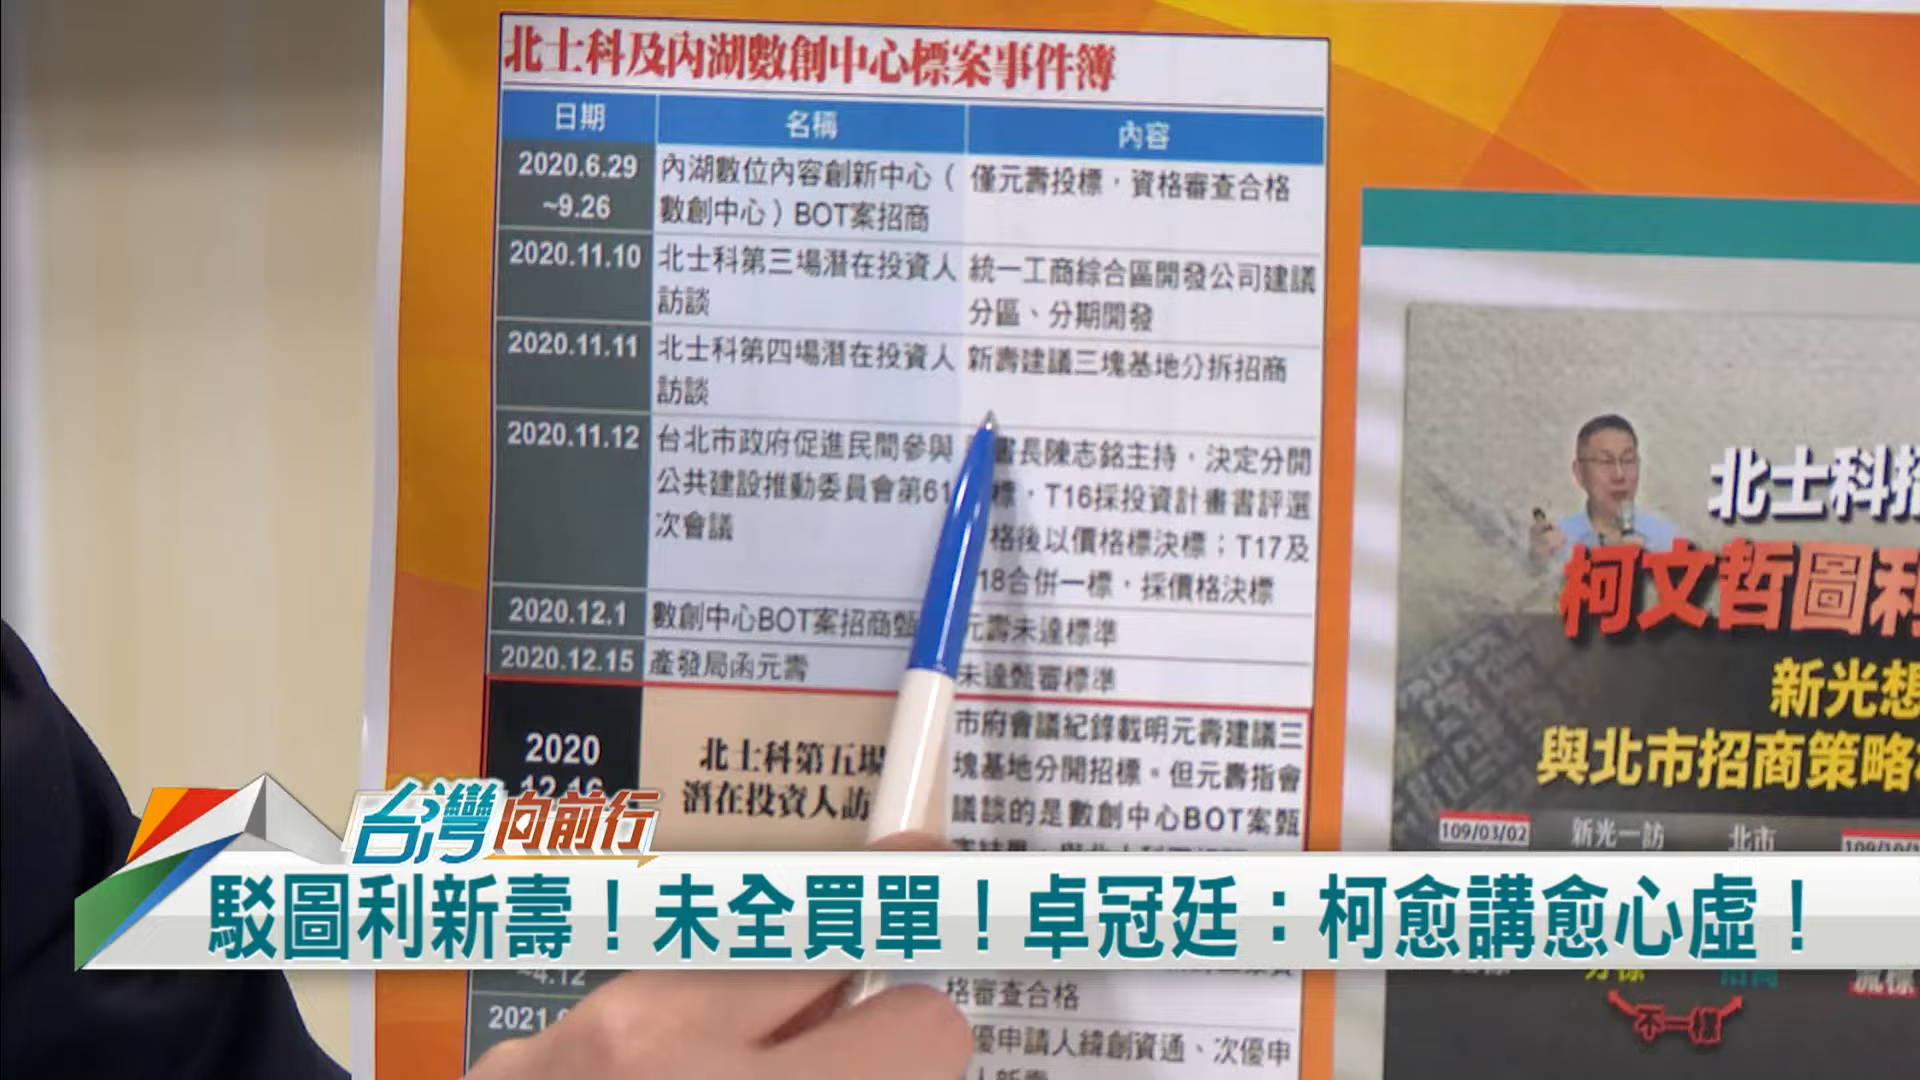 北士科及內湖數創中心標案事件簿
日期 名稱 內容
2020.6.29
~9.26
內湖數位內容創新中心（
數創中心）BOT案招商
僅元壽投標，資格審查合格
2020.11.10
北士科第三場潛在投資人
訪談
統一工商綜合區開發公司建議
分區、分期開發
2020.11.11
北士科第四場潛在投資人
訪談
新壽建議三塊基地分拆招商
2020.11.12
台北市政府促進民間參與
公共建設推動委員會第61
次會議
書長陳志銘主持，決定分開
標，T16採投資計畫書評選
格後以價格標決標；T17及
18合併一標，採價格決標
2020.12.1
數創中心BOT案招商甄
元壽未達標準
2020.12.15
產發局函元壽
未達甄審標準
2020
12.16
北士科第五場
潛在投資人訪
市府會議紀錄載明元壽建議三
塊基地分開招標。但元壽指會
議談的是數創中心BOT案甄
~4.12
格審查合格
2021.
優申請人緯創資通、次優申
人新壽
北士科招
柯文哲圖利
新光想
與北市招商策略
109/03/02
新光一訪
北市
不一樣
台灣向前行
駁圖利新壽！未全買單！卓冠廷：柯愈講愈心虛！